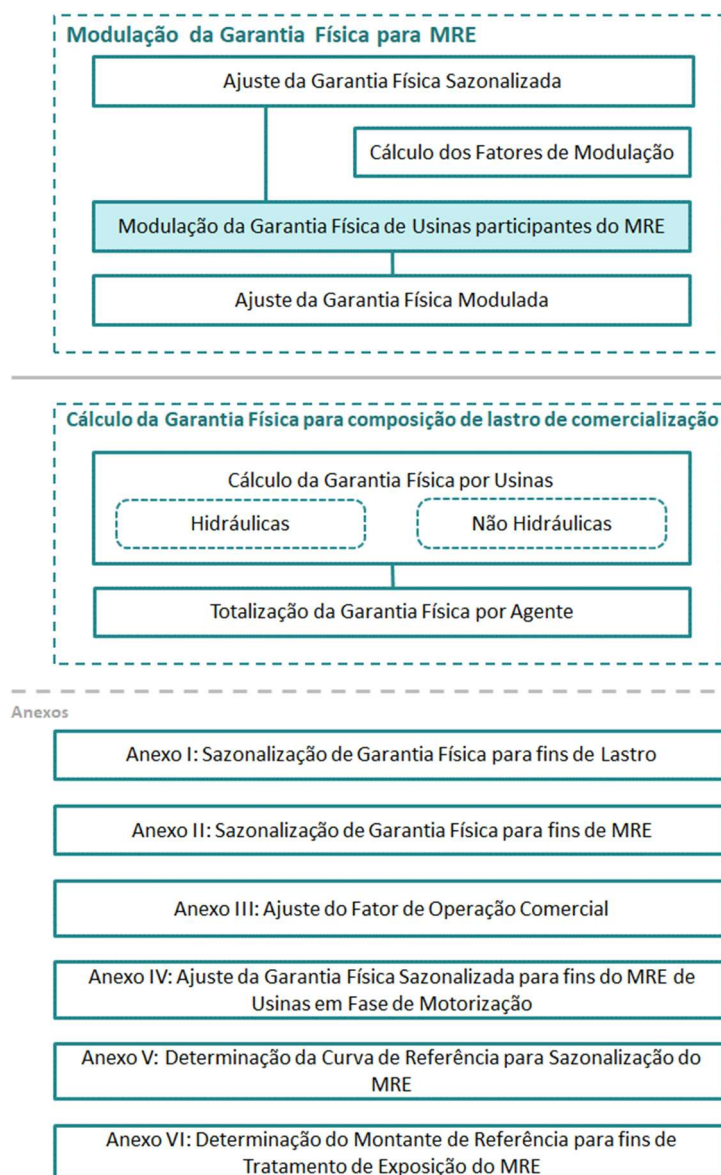 Modulação da Garantia Física para MRE
Ajuste da Garantia Física Sazonalizada
Cálculo dos Fatores de Modulação
Modulação da Garantia Física de Usinas participantes do MRE
Ajuste da Garantia Física Modulada
Cálculo da Garantia Física para composição de lastro de comercialização
Cálculo da Garantia Física por Usinas
Hidráulicas
Não Hidráulicas
Totalização da Garantia Física por Agente
Anexos
Anexo I: Sazonalização de Garantia Física para fins de Lastro
Anexo II: Sazonalização de Garantia Física para fins de MRE
Anexo III: Ajuste do Fator de Operação Comercial
Anexo IV: Ajuste da Garantia Física Sazonalizada para fins do MRE de
Usinas em Fase de Motorização
Anexo V: Determinação da Curva de Referência para Sazonalização do
MRE
Anexo VI: Determinação do Montante de Referência para fins de
Tratamento de Exposição do MRE